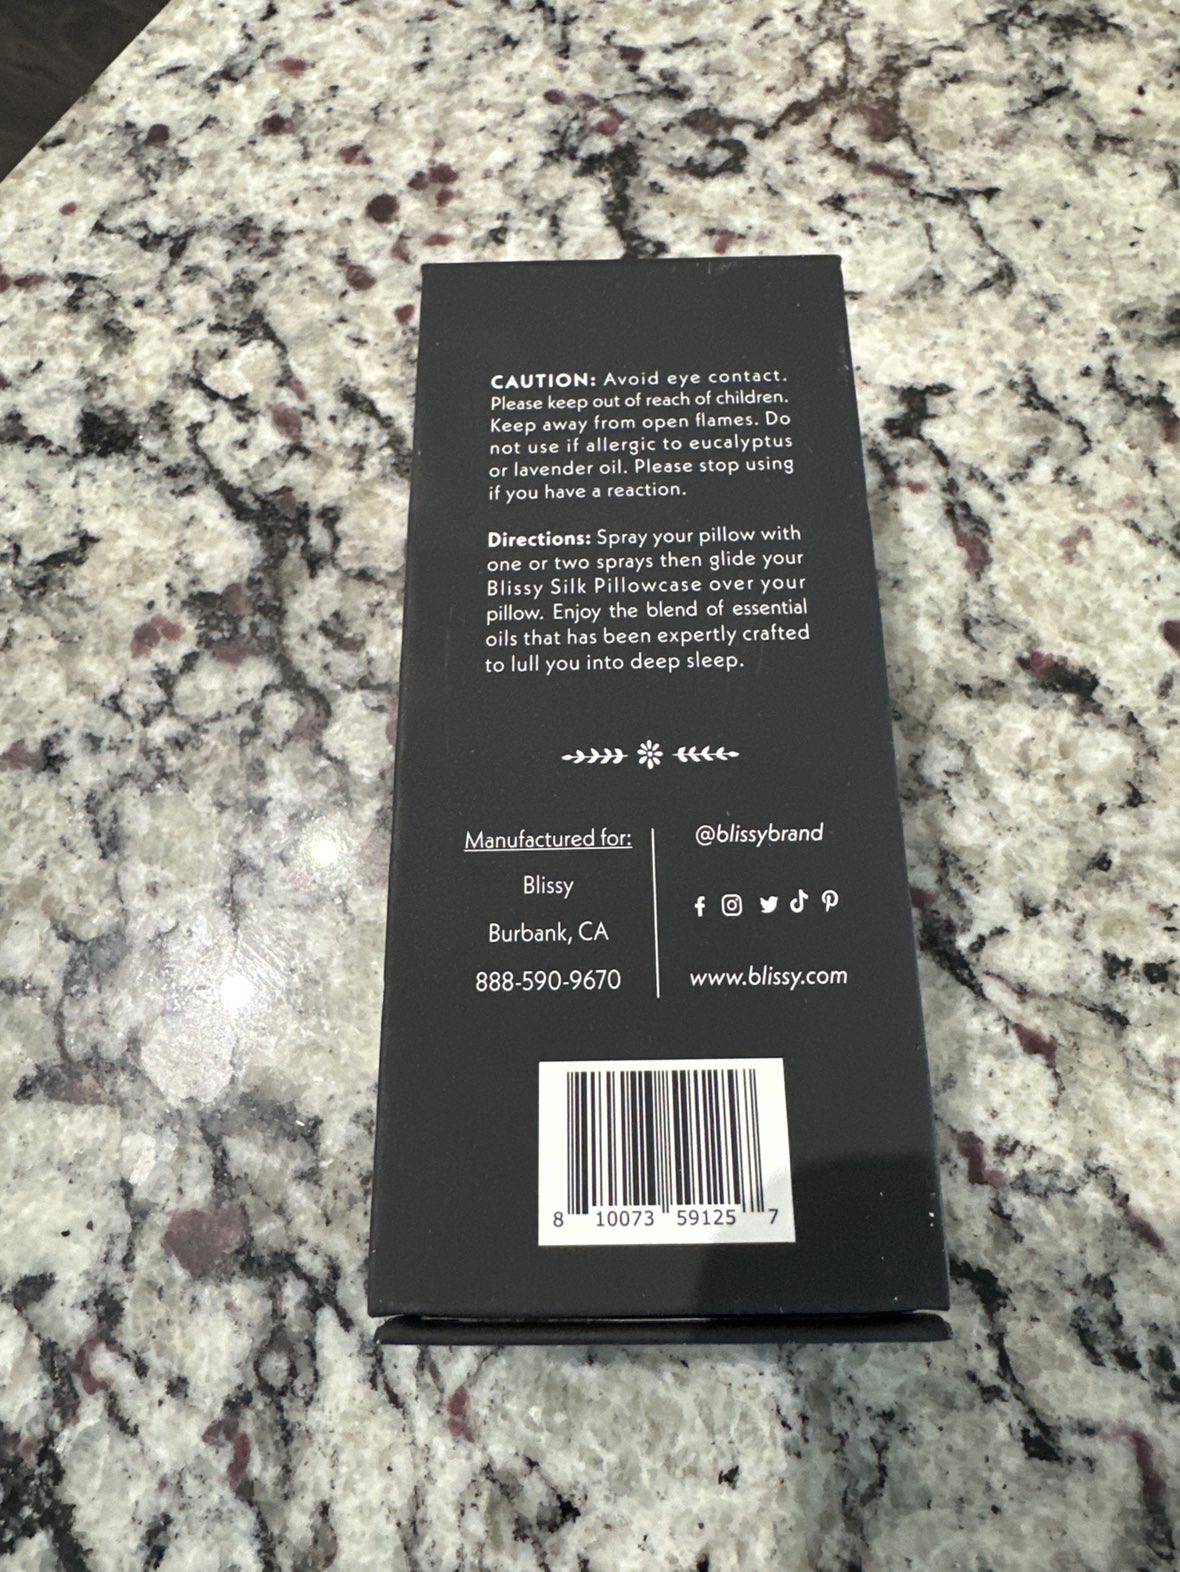 CAUTION: Avoid eye contact.
Please keep out of reach of children.
Keep away from open flames. Do
not use if allergic to eucalyptus
or lavender oil. Please stop using
if you have a reaction.
Directions: Spray your pillow with
one or two sprays then glide your
Blissy Silk Pillowcase over your
pillow. Enjoy the blend of essential
oils that has been expertly crafted
to lull you into deep sleep.
Manufactured for:
Blissy
Burbank, CA
888-590-9670
@blissybrand
www.blissy.com
8 10073 59125 7